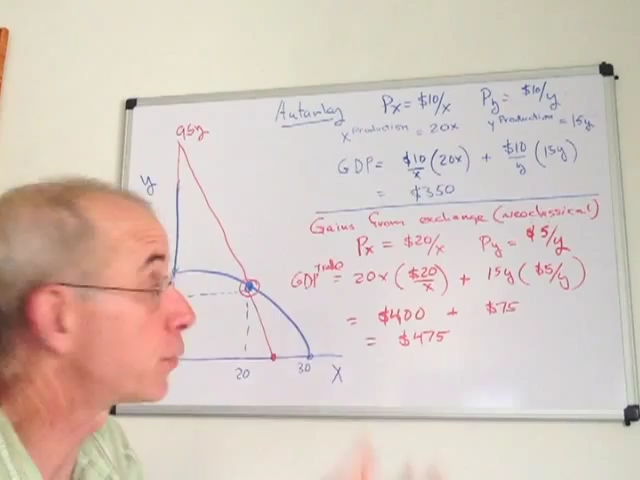 Autarky Px = $10/x Py = $10/y
x Production = 20x y Production = 15y
GDP = $10/x (20x) + $10/y (15y)
= $350
Gains from exchange (neoclassical)
Px = $20/x Py = $5/y
GDP trade = 20x ($20/x) + 15y ($5/y)
= $400 + $75
= $475
95y
y
20 30 X